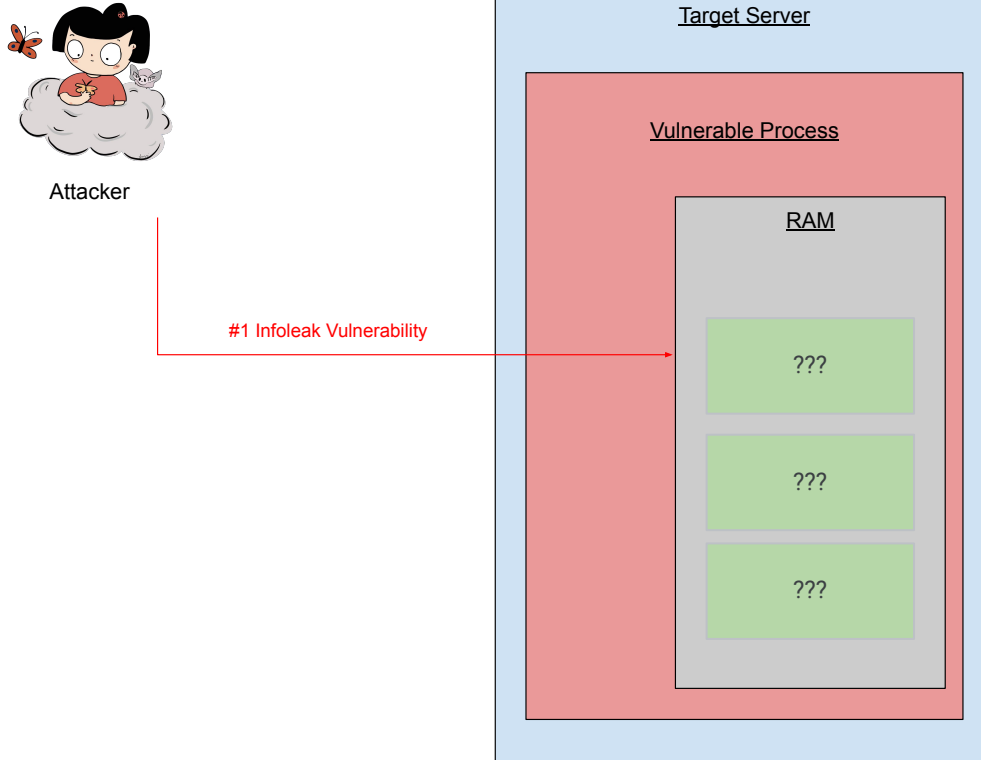 Target Server
Vulnerable Process
Attacker
RAM
#1 Infoleak Vulnerability
???
???
???